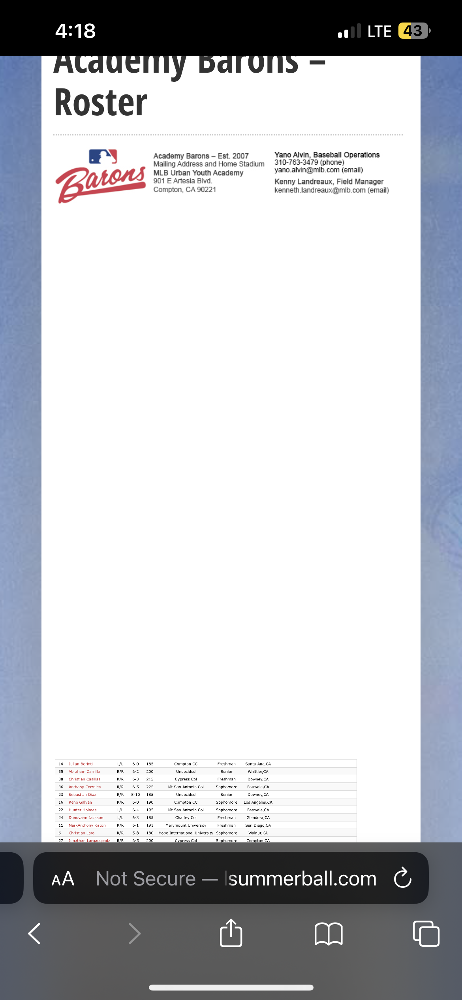 4:18 LTE 43
Academy Barons –
Roster
Barons
Academy Barons – Est. 2007
Mailing Address and Home Stadium
MLB Urban Youth Academy
901 E Artesia Blvd.
Compton, CA 90221
Yano Alvin, Baseball Operations
310-763-3479 (phone)
yano.alvin@mlb.com (email)
Kenny Landreaux, Field Manager
kenneth.landreaux@mlb.com (email)
14 Julian Berinti L/L 6-0 185 Compton CC Freshman Santa Ana,CA
35 Abraham Carrillo R/R 6-2 200 Undecided Senior Whittier,CA
38 Christian Casillas R/R 6-3 215 Cypress Col Freshman Downey,CA
36 Anthony Corrales R/R 6-5 225 Mt San Antonio Col Sophomore Eastvale,CA
23 Sebastian Diaz R/R 5-10 185 Undecided Senior Downey,CA
16 Rene Galvan R/R 6-0 190 Compton CC Sophomore Los Angeles,CA
22 Hunter Holmes L/L 6-4 195 Mt San Antonio Col Sophomore Eastvale,CA
24 Donovann Jackson L/L 6-3 185 Chaffey Col Freshman Glendora,CA
11 MarkAnthony Kirton R/R 6-1 191 Marymount University Freshman San Diego,CA
6 Christian Lara R/R 5-8 180 Hope International University Sophomore Walnut,CA
27 Jonathan Largaespada R/R 6-5 200 Cypress Col Sophomore Compton,CA
AA Not Secure — lsummerball.com